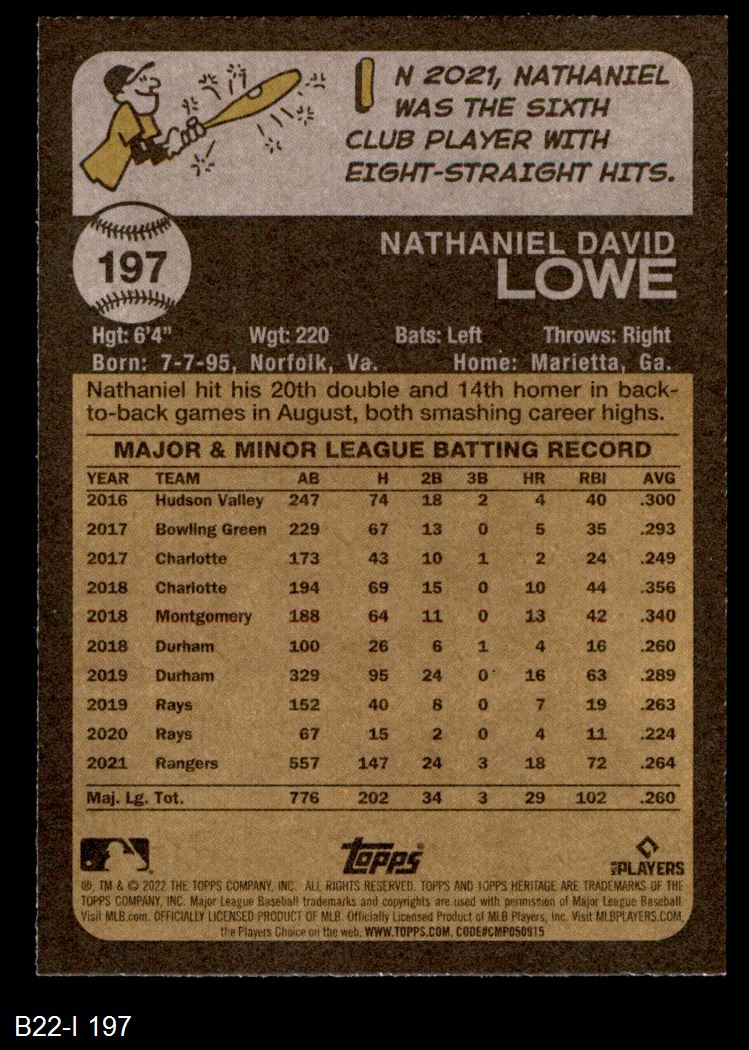 IN 2021, NATHANIEL
WAS THE SIXTH
CLUB PLAYER WITH
EIGHT-STRAIGHT HITS.
197
NATHANIEL DAVID
LOWE
Hgt: 6'4" Wgt: 220 Bats: Left Throws: Right
Born: 7-7-95, Norfolk, Va. Home: Marietta, Ga.
Nathaniel hit his 20th double and 14th homer in back-
to-back games in August, both smashing career highs.
MAJOR & MINOR LEAGUE BATTING RECORD
YEAR TEAM AB H 2B 3B HR RBI AVG
2016 Hudson Valley 247 74 18 2 4 40 .300
2017 Bowling Green 229 67 13 0 5 35 .293
2017 Charlotte 173 43 10 1 2 24 .249
2018 Charlotte 194 69 15 0 10 44 .356
2018 Montgomery 188 64 11 0 13 42 .340
2018 Durham 100 26 6 1 4 16 .260
2019 Durham 329 95 24 0 16 63 .289
2019 Rays 152 40 8 0 7 19 .263
2020 Rays 67 15 2 0 4 11 .224
2021 Rangers 557 147 24 3 18 72 .264
Maj. Lg. Tot. 776 202 34 3 29 102 .260
Topps
MLB PLAYERS
®, TM & © 2022 THE TOPPS COMPANY, INC. ALL RIGHTS RESERVED. TOPPS AND TOPPS HERITAGE ARE TRADEMARKS OF THE
TOPPS COMPANY, INC. Major League Baseball trademarks and copyrights are used with permission of Major League Baseball.
Visit MLB.com. OFFICIALLY LICENSED PRODUCT OF MLB. Officially Licensed Product of MLB Players, Inc. Visit MLBPLAYERS.COM,
the Players Choice on the web. WWW.TOPPS.COM. CODE#CMP050915
B22-I 197